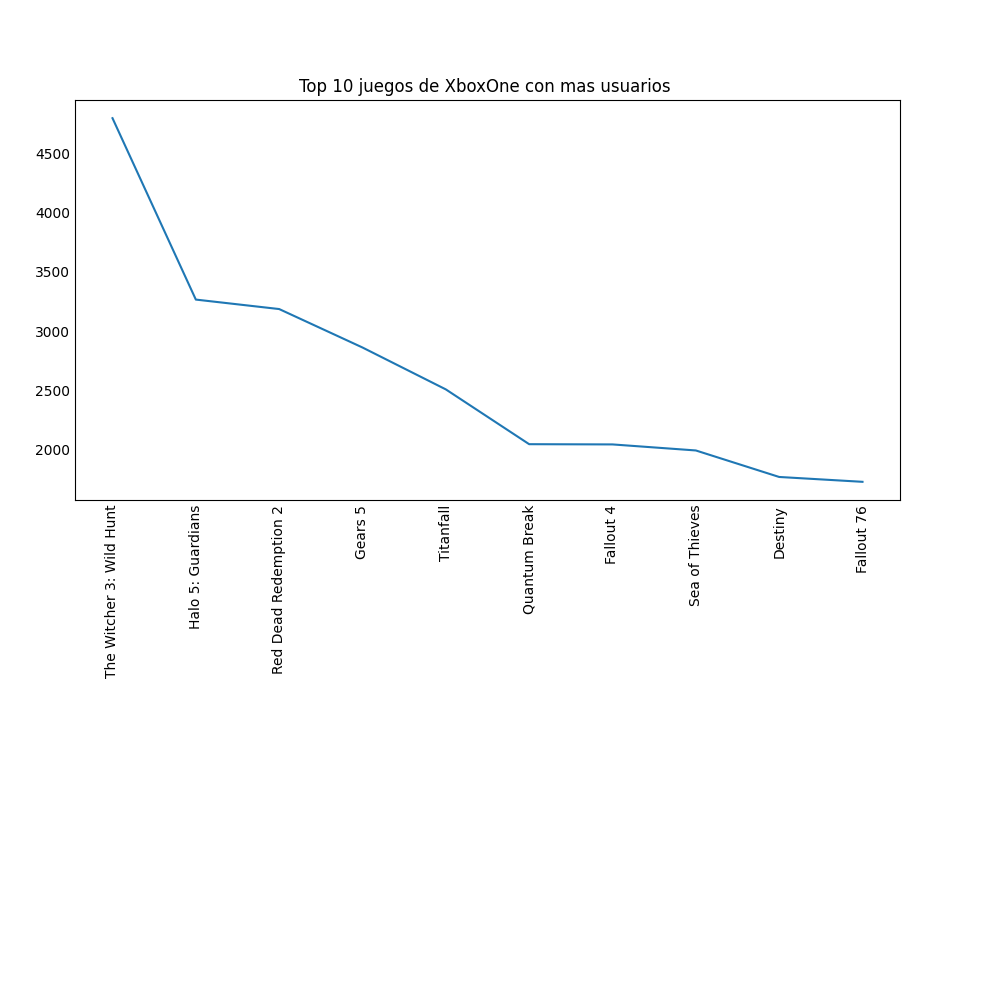 Top 10 juegos de XboxOne con mas usuarios
4500
4000
3500
3000
2500
2000
The Witcher 3: Wild Hunt
Halo 5: Guardians
Red Dead Redemption 2
Gears 5
Titanfall
Quantum Break
Fallout 4
Sea of Thieves
Destiny
Fallout 76